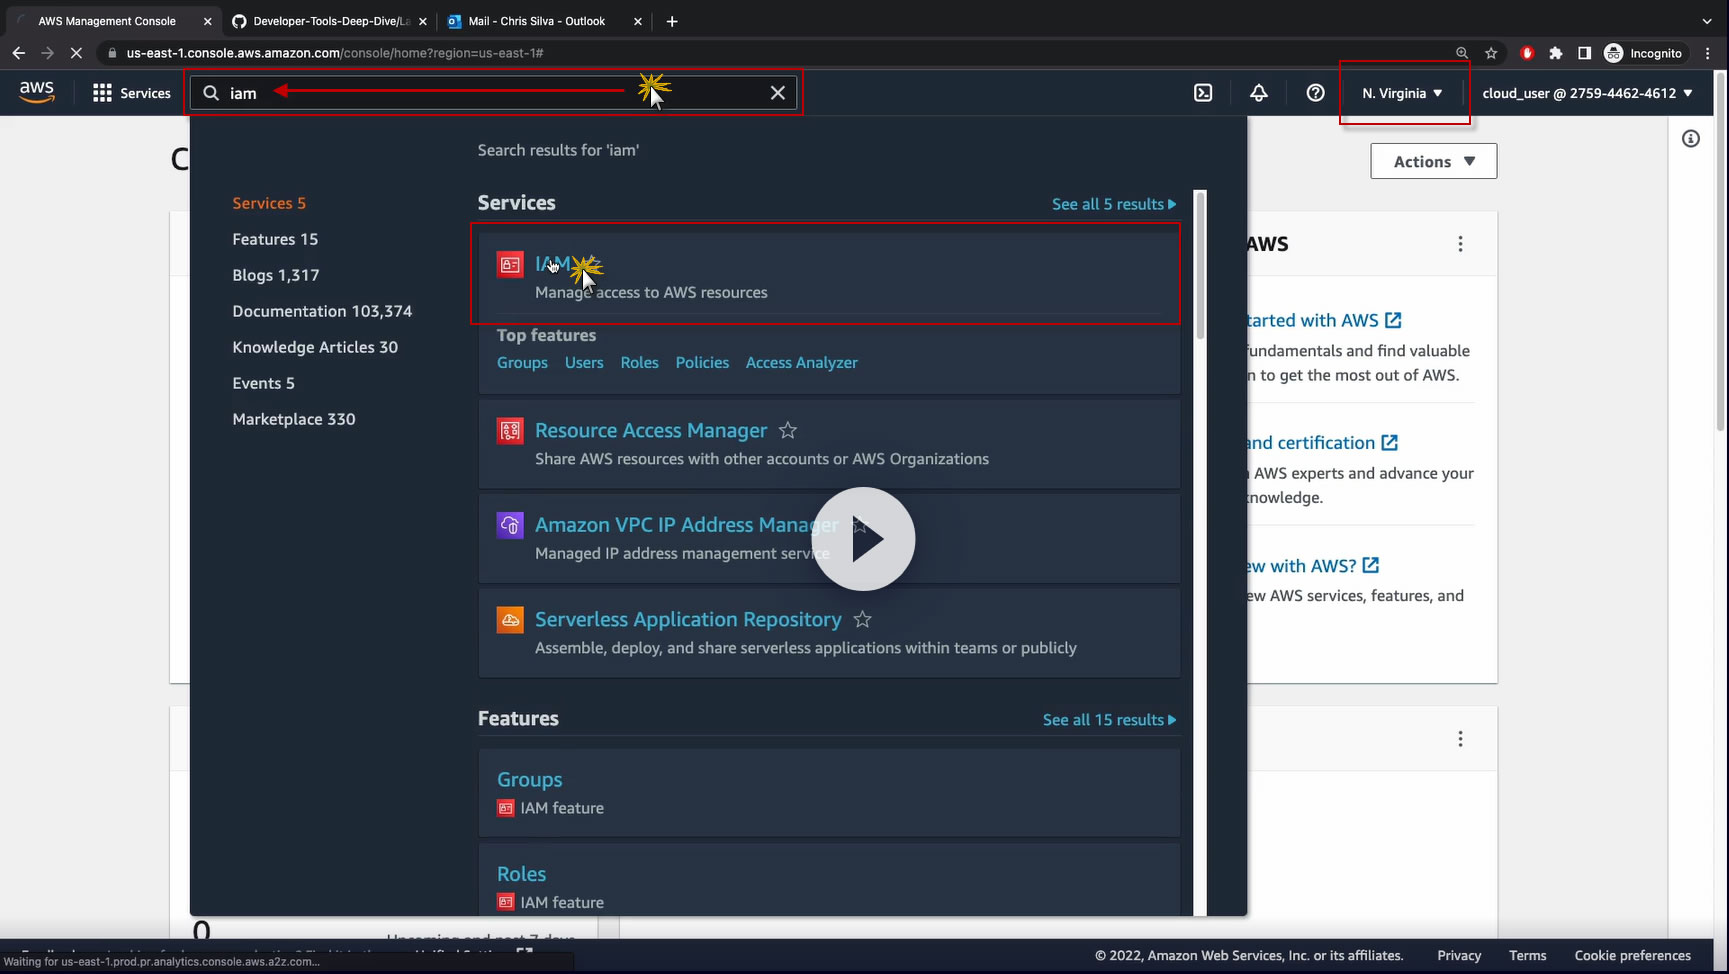 AWS Management Console
Developer-Tools-Deep-Dive/La
Mail - Chris Silva - Outlook
us-east-1.console.aws.amazon.com/console/home?region=us-east-1#
Incognito
aws
Services
iam
N. Virginia
cloud_user @ 2759-4462-4612
Search results for 'iam'
Actions
Services 5
Features 15
Blogs 1,317
Documentation 103,374
Knowledge Articles 30
Events 5
Marketplace 330
Services
See all 5 results
IAM
Manage access to AWS resources
Top features
Groups Users Roles Policies Access Analyzer
Resource Access Manager
Share AWS resources with other accounts or AWS Organizations
Amazon VPC IP Address Manager
Managed IP address management service
Serverless Application Repository
Assemble, deploy, and share serverless applications within teams or publicly
Features
See all 15 results
Groups
IAM feature
Roles
IAM feature
C
AWS
tarted with AWS
undamentals and find valuable
n to get the most out of AWS.
and certification
AWS experts and advance your
nowledge.
ew with AWS?
ew AWS services, features, and
0
Waiting for us-east-1.prod.pr.analytics.console.aws.a2z.com...
© 2022, Amazon Web Services, Inc. or its affiliates.
Privacy
Terms
Cookie preferences